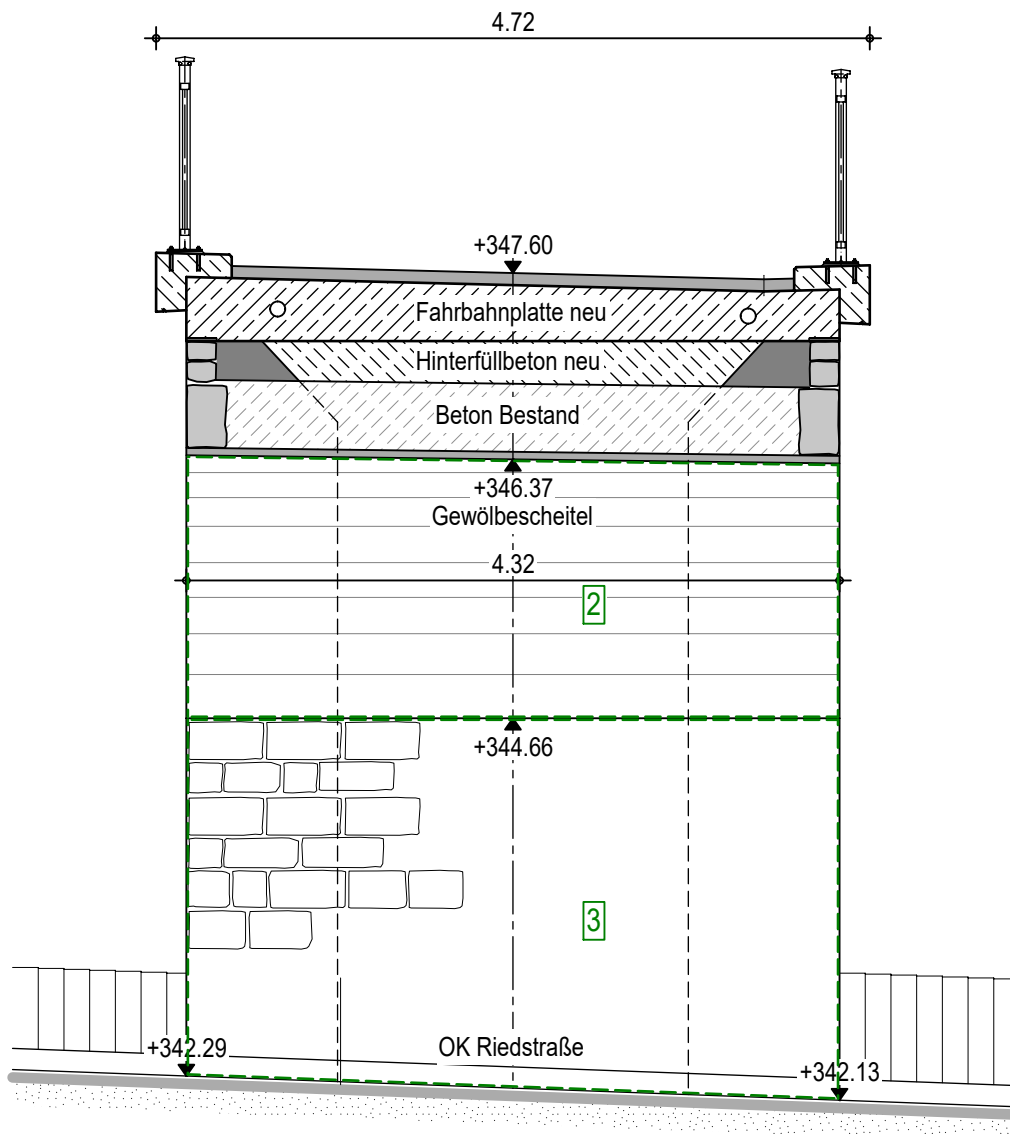 4.72
+347.60
Fahrbahnplatte neu
Hinterfüllbeton neu
Beton Bestand
+346.37
Gewölbescheitel
4.32
2
+344.66
3
OK Riedstraße
+342.29
+342.13